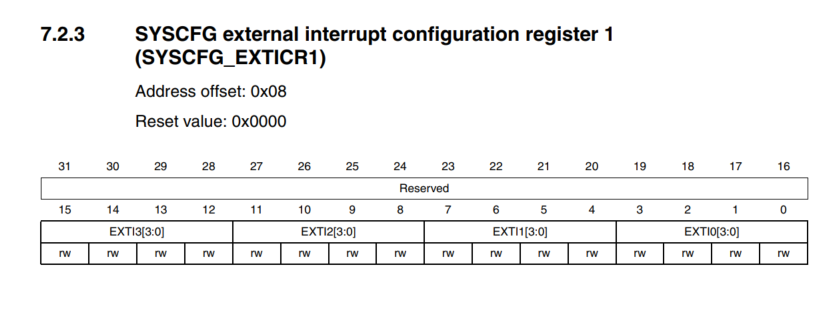 7.2.3 SYSCFG external interrupt configuration register 1
(SYSCFG_EXTICR1)
Address offset: 0x08
Reset value: 0x0000
31 30 29 28 27 26 25 24 23 22 21 20 19 18 17 16
Reserved
15 14 13 12 11 10 9 8 7 6 5 4 3 2 1 0
EXTI3[3:0] EXTI2[3:0] EXTI1[3:0] EXTI0[3:0]
rw rw rw rw rw rw rw rw rw rw rw rw rw rw rw rw